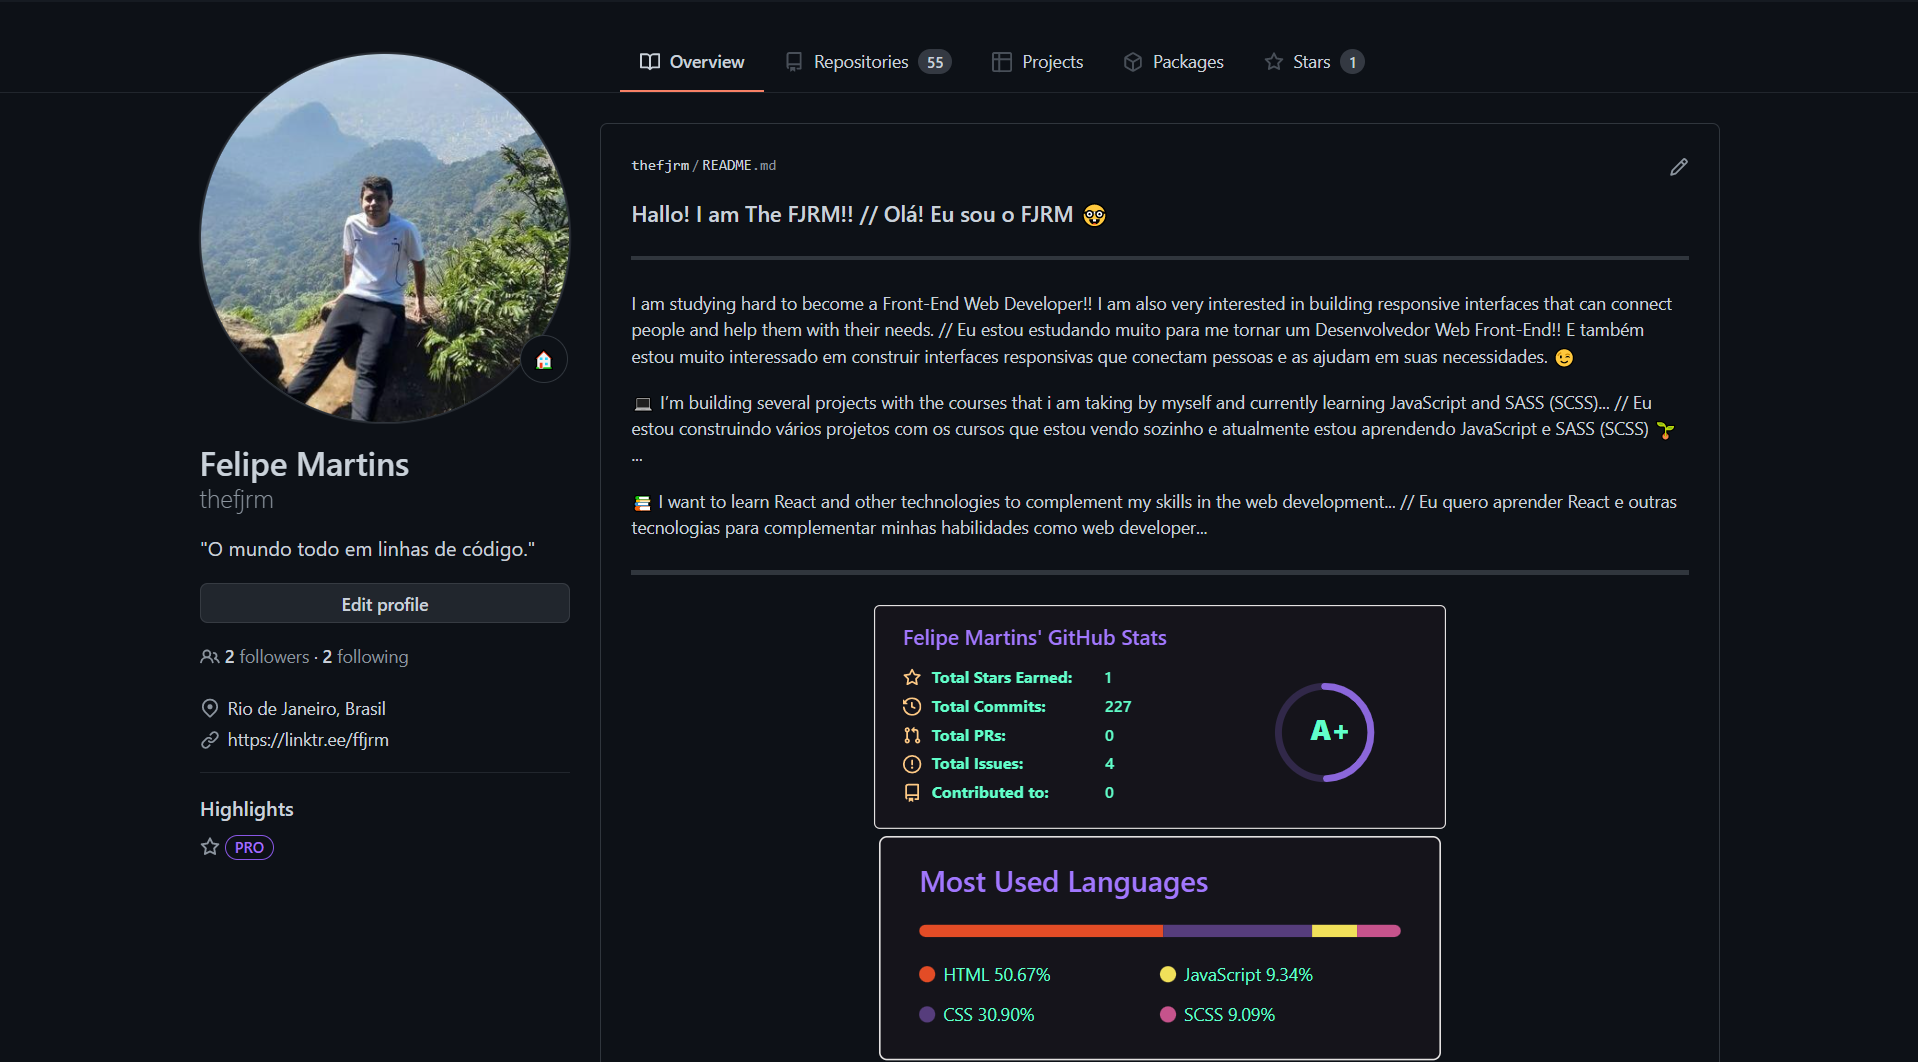 Overview
Repositories 55
Projects
Packages
Stars 1
Felipe Martins
thefjrm
"O mundo todo em linhas de código."
Edit profile
2 followers · 2 following
Rio de Janeiro, Brasil
https://linktr.ee/ffjrm
Highlights
PRO
thefjrm/README.md
Hallo! I am The FJRM!! // Olá! Eu sou o FJRM 🤓
I am studying hard to become a Front-End Web Developer!! I am also very interested in building responsive interfaces that can connect
people and help them with their needs. // Eu estou estudando muito para me tornar um Desenvolvedor Web Front-End!! E também
estou muito interessado em construir interfaces responsivas que conectam pessoas e as ajudam em suas necessidades. 😉
💻 I’m building several projects with the courses that i am taking by myself and currently learning JavaScript and SASS (SCSS)... // Eu
estou construindo vários projetos com os cursos que estou vendo sozinho e atualmente estou aprendendo JavaScript e SASS (SCSS) 🌱
...
📚 I want to learn React and other technologies to complement my skills in the web development... // Eu quero aprender React e outras
tecnologias para complementar minhas habilidades como web developer...
Felipe Martins' GitHub Stats
Total Stars Earned: 1
Total Commits: 227
Total PRs: 0
Total Issues: 4
Contributed to: 0
A+
Most Used Languages
HTML 50.67%
JavaScript 9.34%
CSS 30.90%
SCSS 9.09%